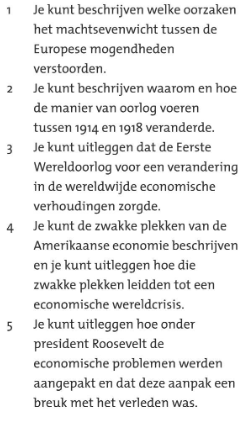 1 Je kunt beschrijven welke oorzaken
het machtsevenwicht tussen de
Europese mogendheden
verstoorden.
2 Je kunt beschrijven waarom en hoe
de manier van oorlog voeren
tussen 1914 en 1918 veranderde.
3 Je kunt uitleggen dat de Eerste
Wereldoorlog voor een verandering
in de wereldwijde economische
verhoudingen zorgde.
4 Je kunt de zwakke plekken van de
Amerikaanse economie beschrijven
en je kunt uitleggen hoe die
zwakke plekken leidden tot een
economische wereldcrisis.
5 Je kunt uitleggen hoe onder
president Roosevelt de
economische problemen werden
aangepakt en dat deze aanpak een
breuk met het verleden was.